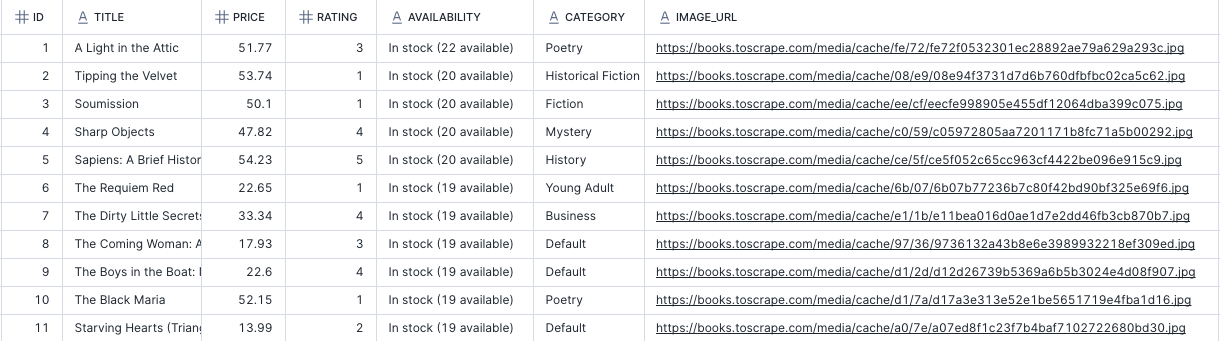 ID TITLE PRICE RATING AVAILABILITY CATEGORY IMAGE_URL
1 A Light in the Attic 51.77 3 In stock (22 available) Poetry https://books.toscrape.com/media/cache/fe/72/fe72f0532301ec28892ae79a629a293c.jpg
2 Tipping the Velvet 53.74 1 In stock (20 available) Historical Fiction https://books.toscrape.com/media/cache/08/e9/08e94f3731d7d6b760dfbfbc02ca5c62.jpg
3 Soumission 50.1 1 In stock (20 available) Fiction https://books.toscrape.com/media/cache/ee/cf/eecfe998905e455df12064dba399c075.jpg
4 Sharp Objects 47.82 4 In stock (20 available) Mystery https://books.toscrape.com/media/cache/c0/59/c05972805aa7201171b8fc71a5b00292.jpg
5 Sapiens: A Brief Histor 54.23 5 In stock (20 available) History https://books.toscrape.com/media/cache/ce/5f/ce5f052c65cc963cf4422be096e915c9.jpg
6 The Requiem Red 22.65 1 In stock (19 available) Young Adult https://books.toscrape.com/media/cache/6b/07/6b07b77236b7c80f42bd90bf325e69f6.jpg
7 The Dirty Little Secrets 33.34 4 In stock (19 available) Business https://books.toscrape.com/media/cache/e1/1b/e11bea016d0ae1d7e2dd46fb3cb870b7.jpg
8 The Coming Woman: A 17.93 3 In stock (19 available) Default https://books.toscrape.com/media/cache/97/36/9736132a43b8e6e3989932218ef309ed.jpg
9 The Boys in the Boat: 22.6 4 In stock (19 available) Default https://books.toscrape.com/media/cache/d1/2d/d12d26739b5369a6b5b3024e4d08f907.jpg
10 The Black Maria 52.15 1 In stock (19 available) Poetry https://books.toscrape.com/media/cache/d1/7a/d17a3e313e52e1be5651719e4fba1d16.jpg
11 Starving Hearts (Triang 13.99 2 In stock (19 available) Default https://books.toscrape.com/media/cache/a0/7e/a07ed8f1c23f7b4baf7102722680bd30.jpg